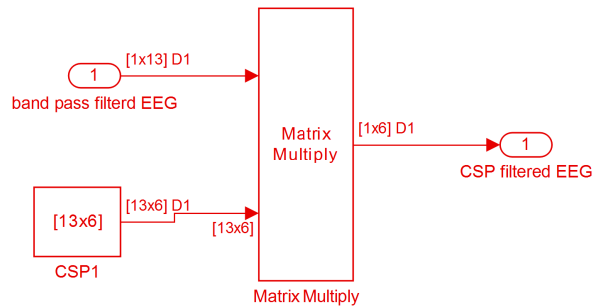 [1x13] D1
1
band pass filterd EEG
Matrix
Multiply
[1x6] D1
1
CSP filtered EEG
[13x6] D1
[13x6]
[13x6]
CSP1
Matrix Multiply